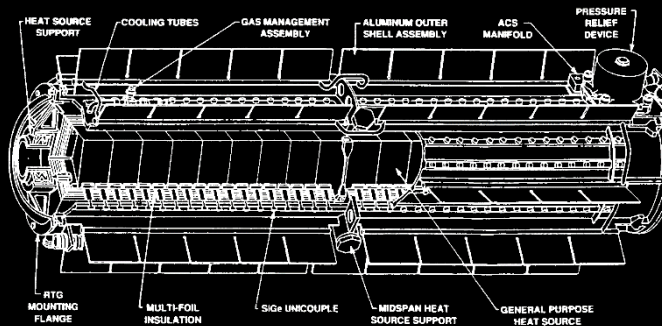 HEAT SOURCE
SUPPORT
COOLING TUBES
GAS MANAGEMENT
ASSEMBLY
ALUMINUM OUTER
SHELL ASSEMBLY
ACS
MANIFOLD
PRESSURE
RELIEF
DEVICE
RTG
MOUNTING
FLANGE
MULTI-FOIL
INSULATION
SiGe UNICOUPLE
MIDSPAN HEAT
SOURCE SUPPORT
GENERAL PURPOSE
HEAT SOURCE